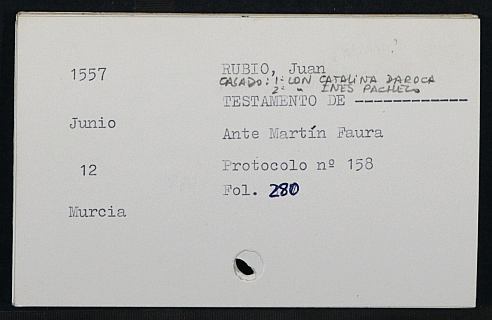 1557
RUBIO, Juan
CASADO: 1º CON CATALINA DAROCA
2º " INES PACHECO
TESTAMENTO DE ------------
Junio
Ante Martín Faura
12
Protocolo nº 158
Fol. 280
Murcia